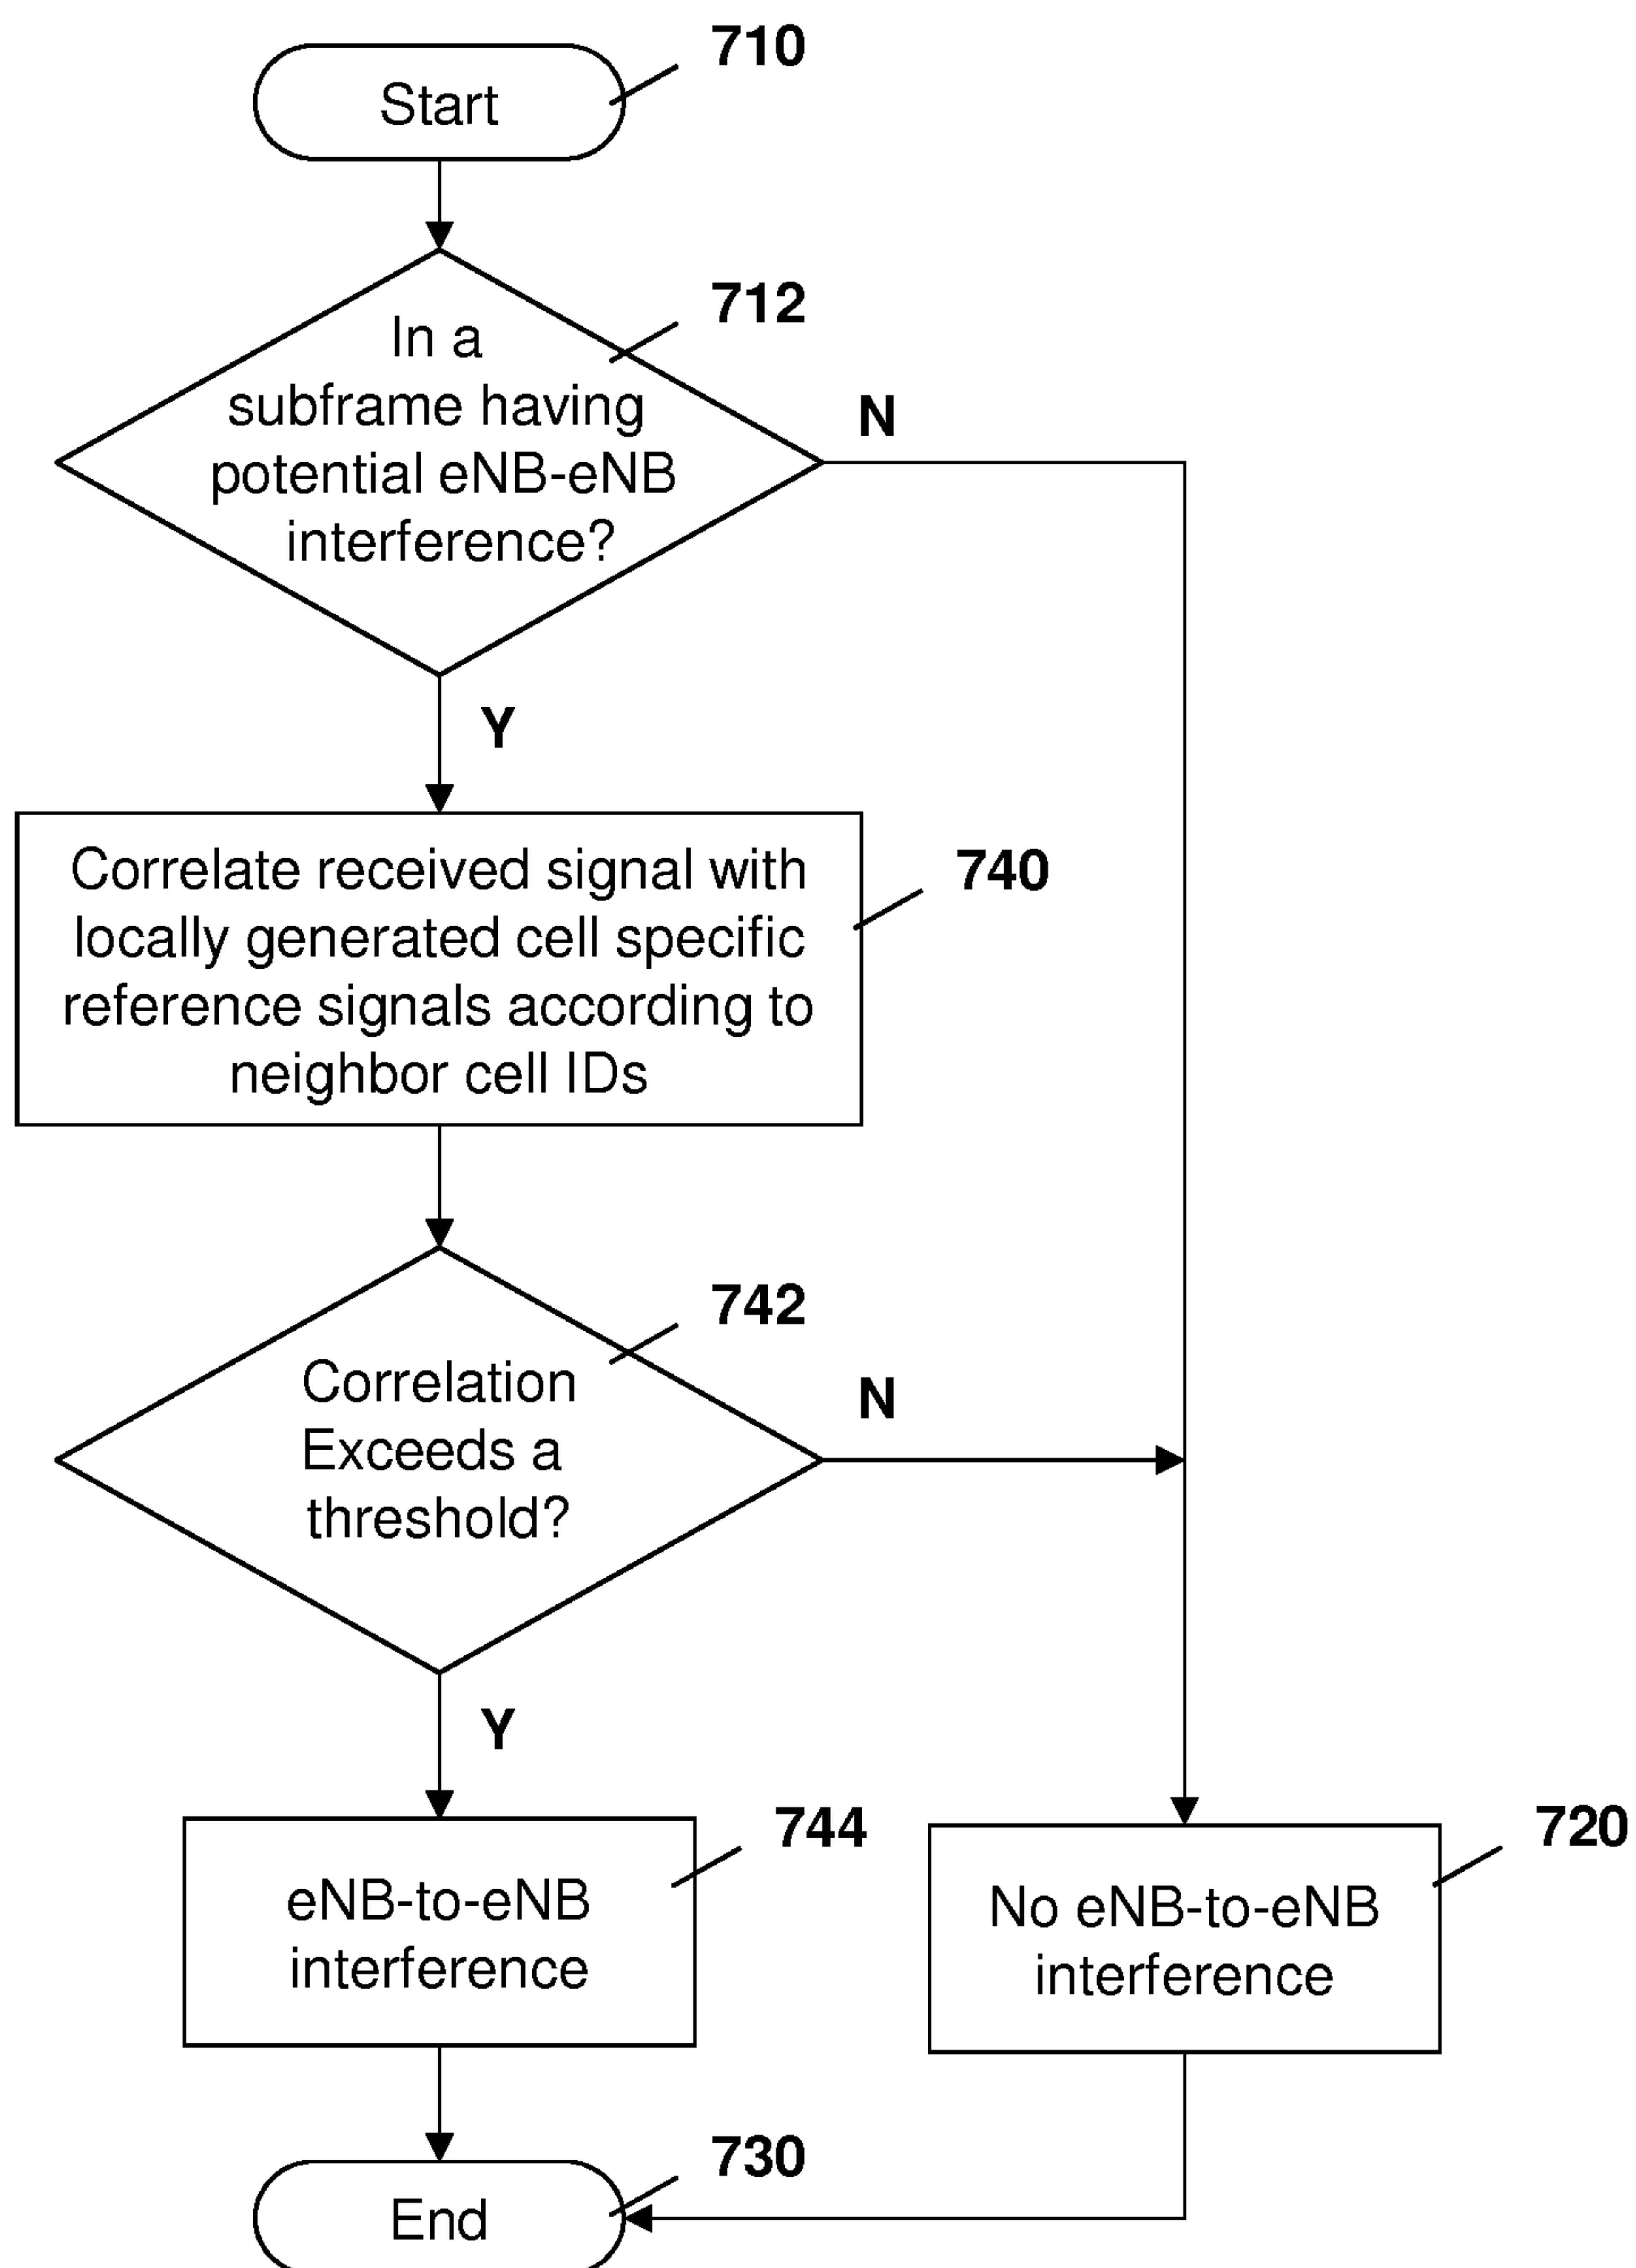 710
Start
712
In a
subframe having
potential eNB-eNB
interference?
N
Y
Correlate received signal with
locally generated cell specific
reference signals according to
neighbor cell IDs
740
742
Correlation
Exceeds a
threshold?
N
Y
744
eNB-to-eNB
interference
720
No eNB-to-eNB
interference
730
End